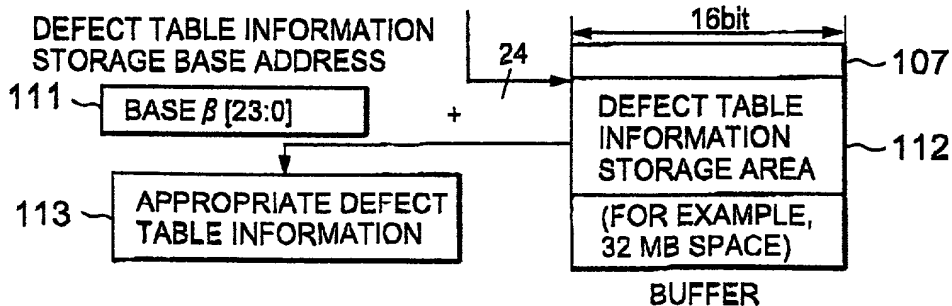 DEFECT TABLE INFORMATION
STORAGE BASE ADDRESS
111
BASE β [23:0]
+
113
APPROPRIATE DEFECT
TABLE INFORMATION
16bit
24
107
DEFECT TABLE
INFORMATION
STORAGE AREA
112
(FOR EXAMPLE,
32 MB SPACE)
BUFFER